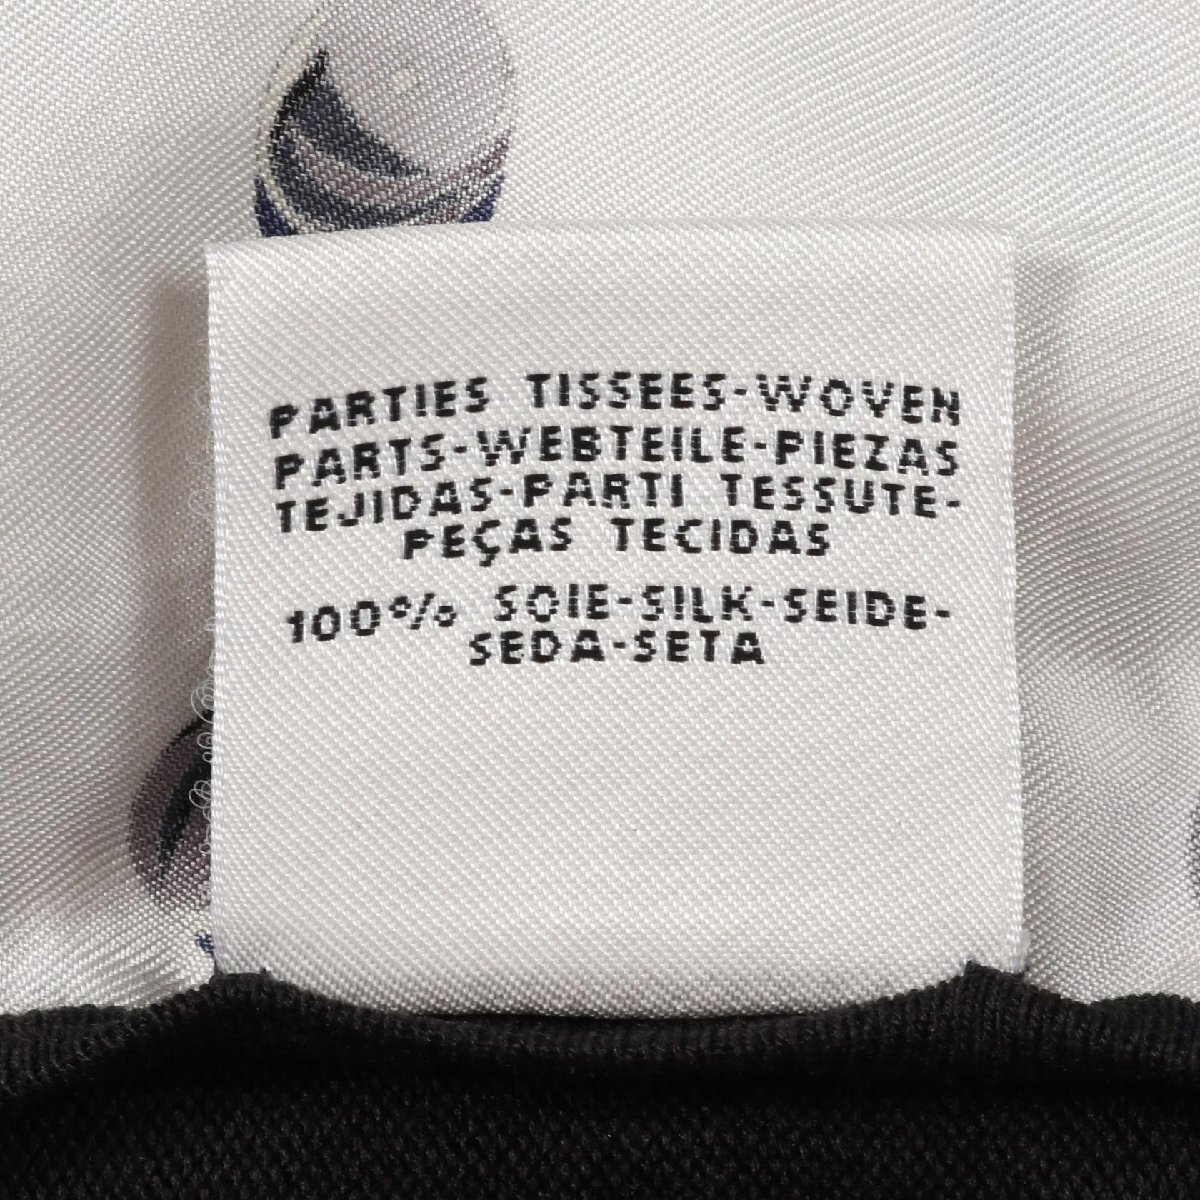 PARTIES TISSEES-WOVEN
PARTS-WEBTEILE-PIEZAS
TEJIDAS-PARTI TESSUTE-
PEÇAS TECIDAS
100% SOIE-SILK-SEIDE-
SEDA-SETA